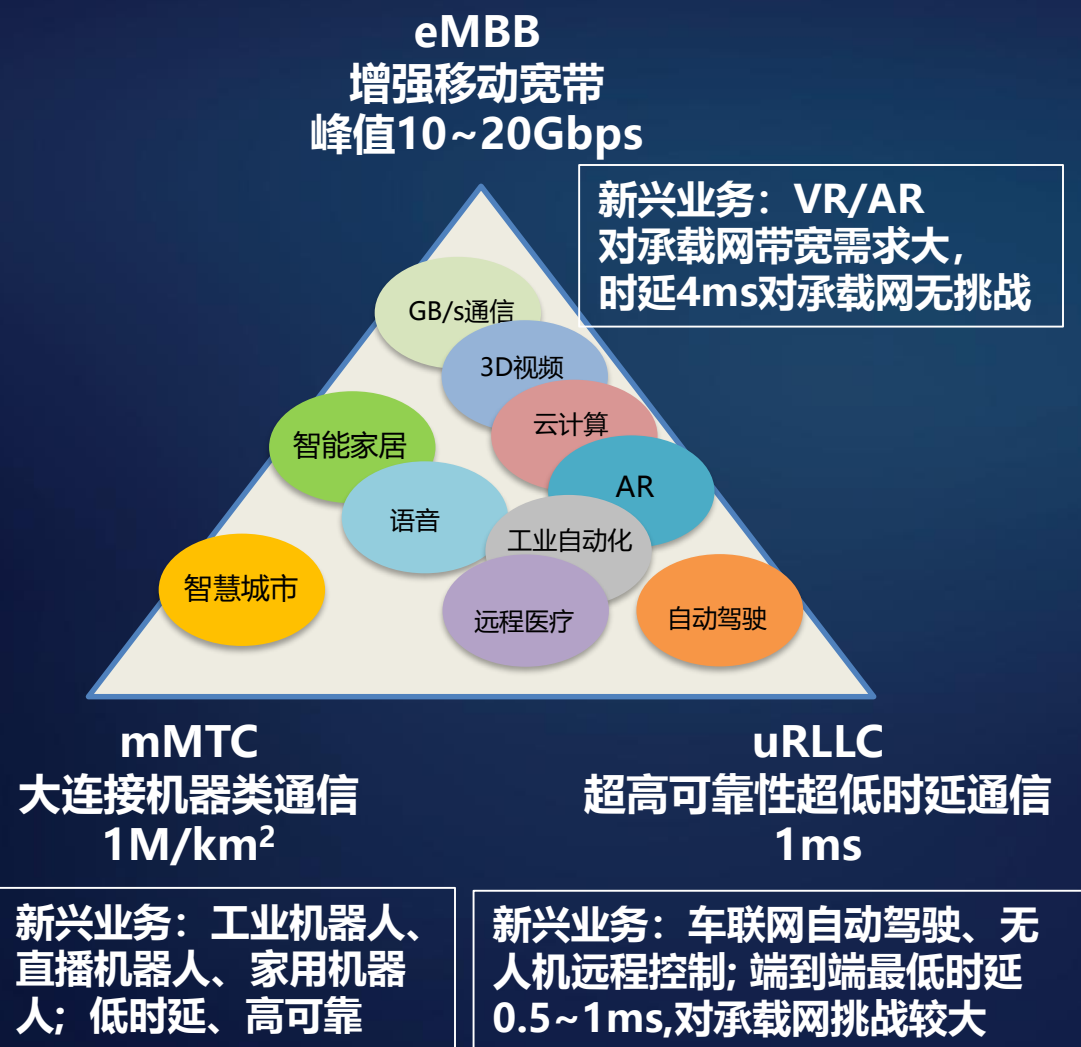 eMBB
增强移动宽带
峰值10~20Gbps
新兴业务：VR/AR
对承载网带宽需求大，
时延4ms对承载网无挑战
GB/s通信
3D视频
云计算
智能家居
AR
语音
工业自动化
智慧城市
远程医疗
自动驾驶
mMTC
大连接机器类通信
1M/km²
uRLLC
超高可靠性超低时延通信
1ms
新兴业务：工业机器人、
直播机器人、家用机器
人；低时延、高可靠
新兴业务：车联网自动驾驶、无
人机远程控制; 端到端最低时延
0.5~1ms,对承载网挑战较大